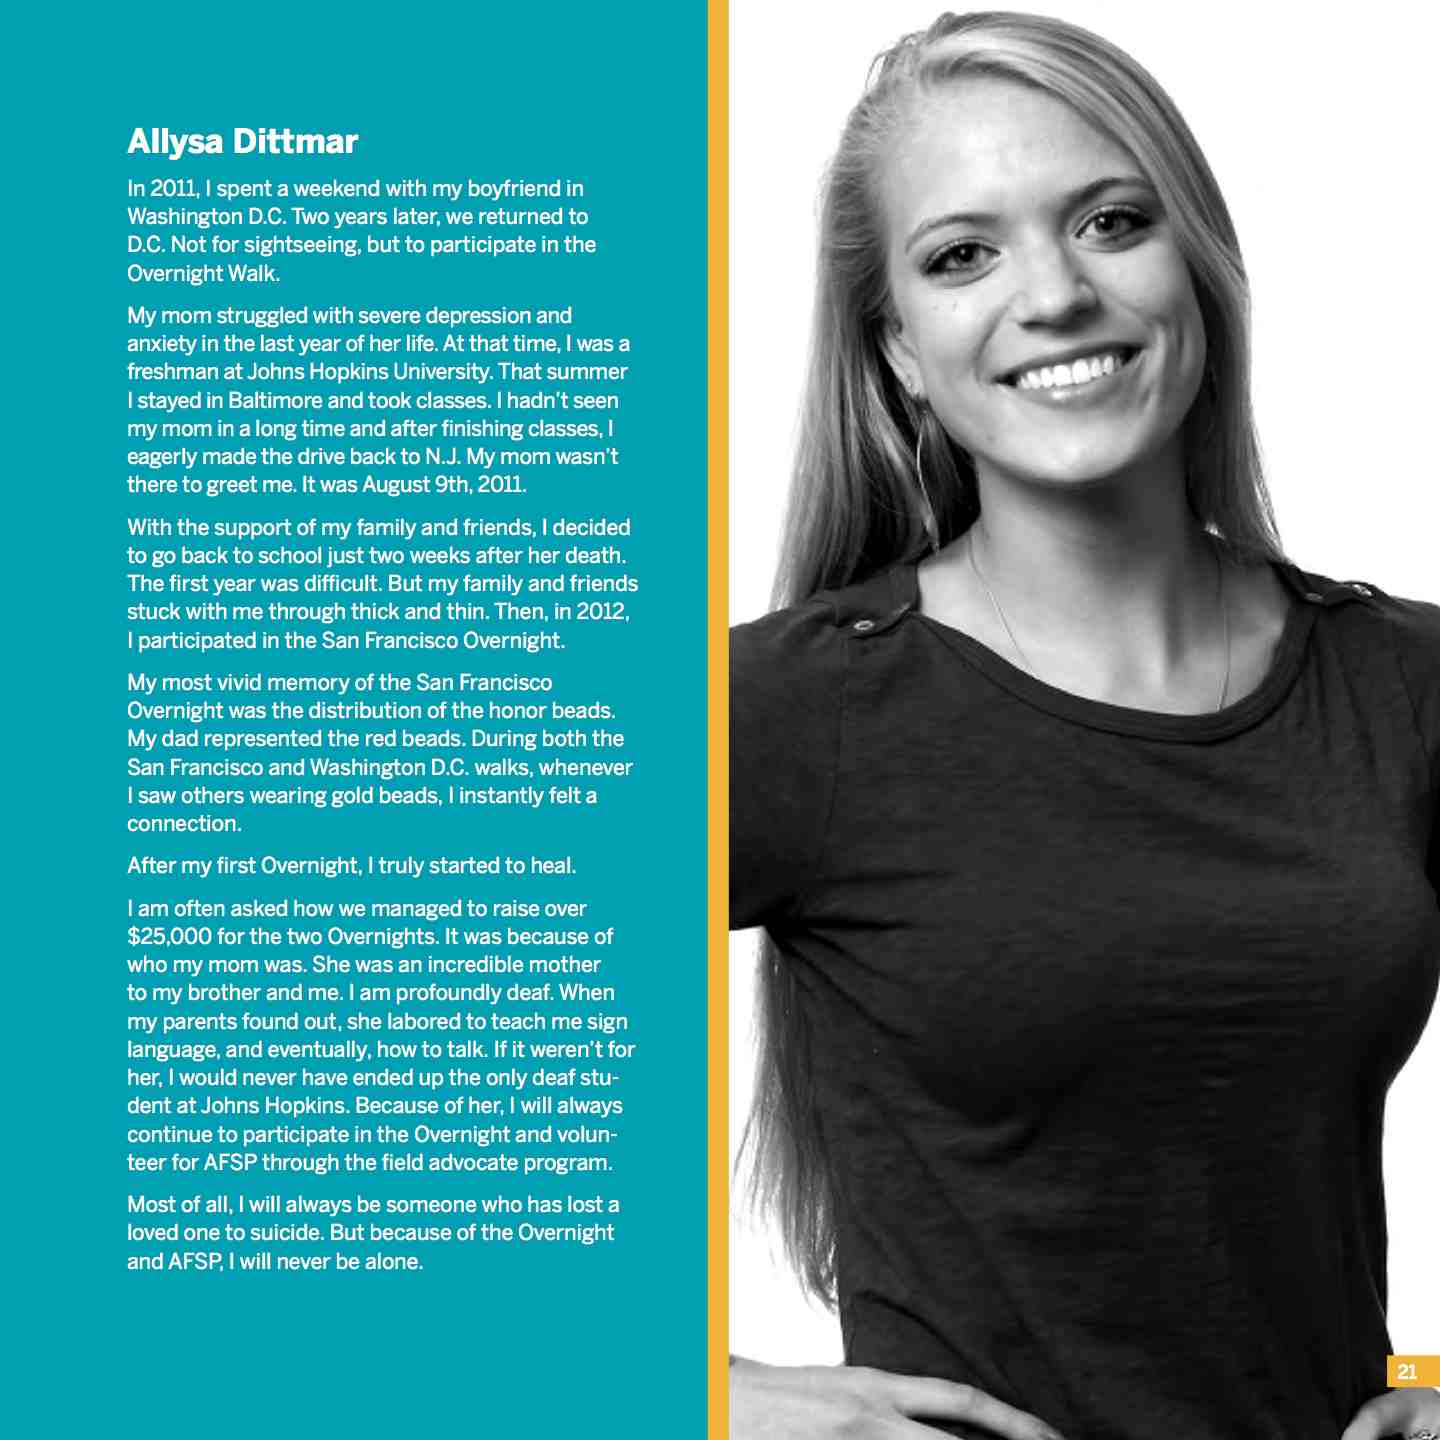 Allysa Dittmar
In 2011, I spent a weekend with my boyfriend in
Washington D.C. Two years later, we returned to
D.C. Not for sightseeing, but to participate in the
Overnight Walk.
My mom struggled with severe depression and
anxiety in the last year of her life. At that time, I was a
freshman at Johns Hopkins University. That summer
I stayed in Baltimore and took classes. I hadn't seen
my mom in a long time and after finishing classes, I
eagerly made the drive back to N.J. My mom wasn't
there to greet me. It was August 9th, 2011.
With the support of my family and friends, I decided
to go back to school just two weeks after her death.
The first year was difficult. But my family and friends
stuck with me through thick and thin. Then, in 2012,
I participated in the San Francisco Overnight.
My most vivid memory of the San Francisco
Overnight was the distribution of the honor beads.
My dad represented the red beads. During both the
San Francisco and Washington D.C. walks, whenever
I saw others wearing gold beads, I instantly felt a
connection.
After my first Overnight, I truly started to heal.
I am often asked how we managed to raise over
$25,000 for the two Overnights. It was because of
who my mom was. She was an incredible mother
to my brother and me. I am profoundly deaf. When
my parents found out, she labored to teach me sign
language, and eventually, how to talk. If it weren't for
her, I would never have ended up the only deaf stu-
dent at Johns Hopkins. Because of her, I will always
continue to participate in the Overnight and volun-
teer for AFSP through the field advocate program.
Most of all, I will always be someone who has lost a
loved one to suicide. But because of the Overnight
and AFSP, I will never be alone.
21